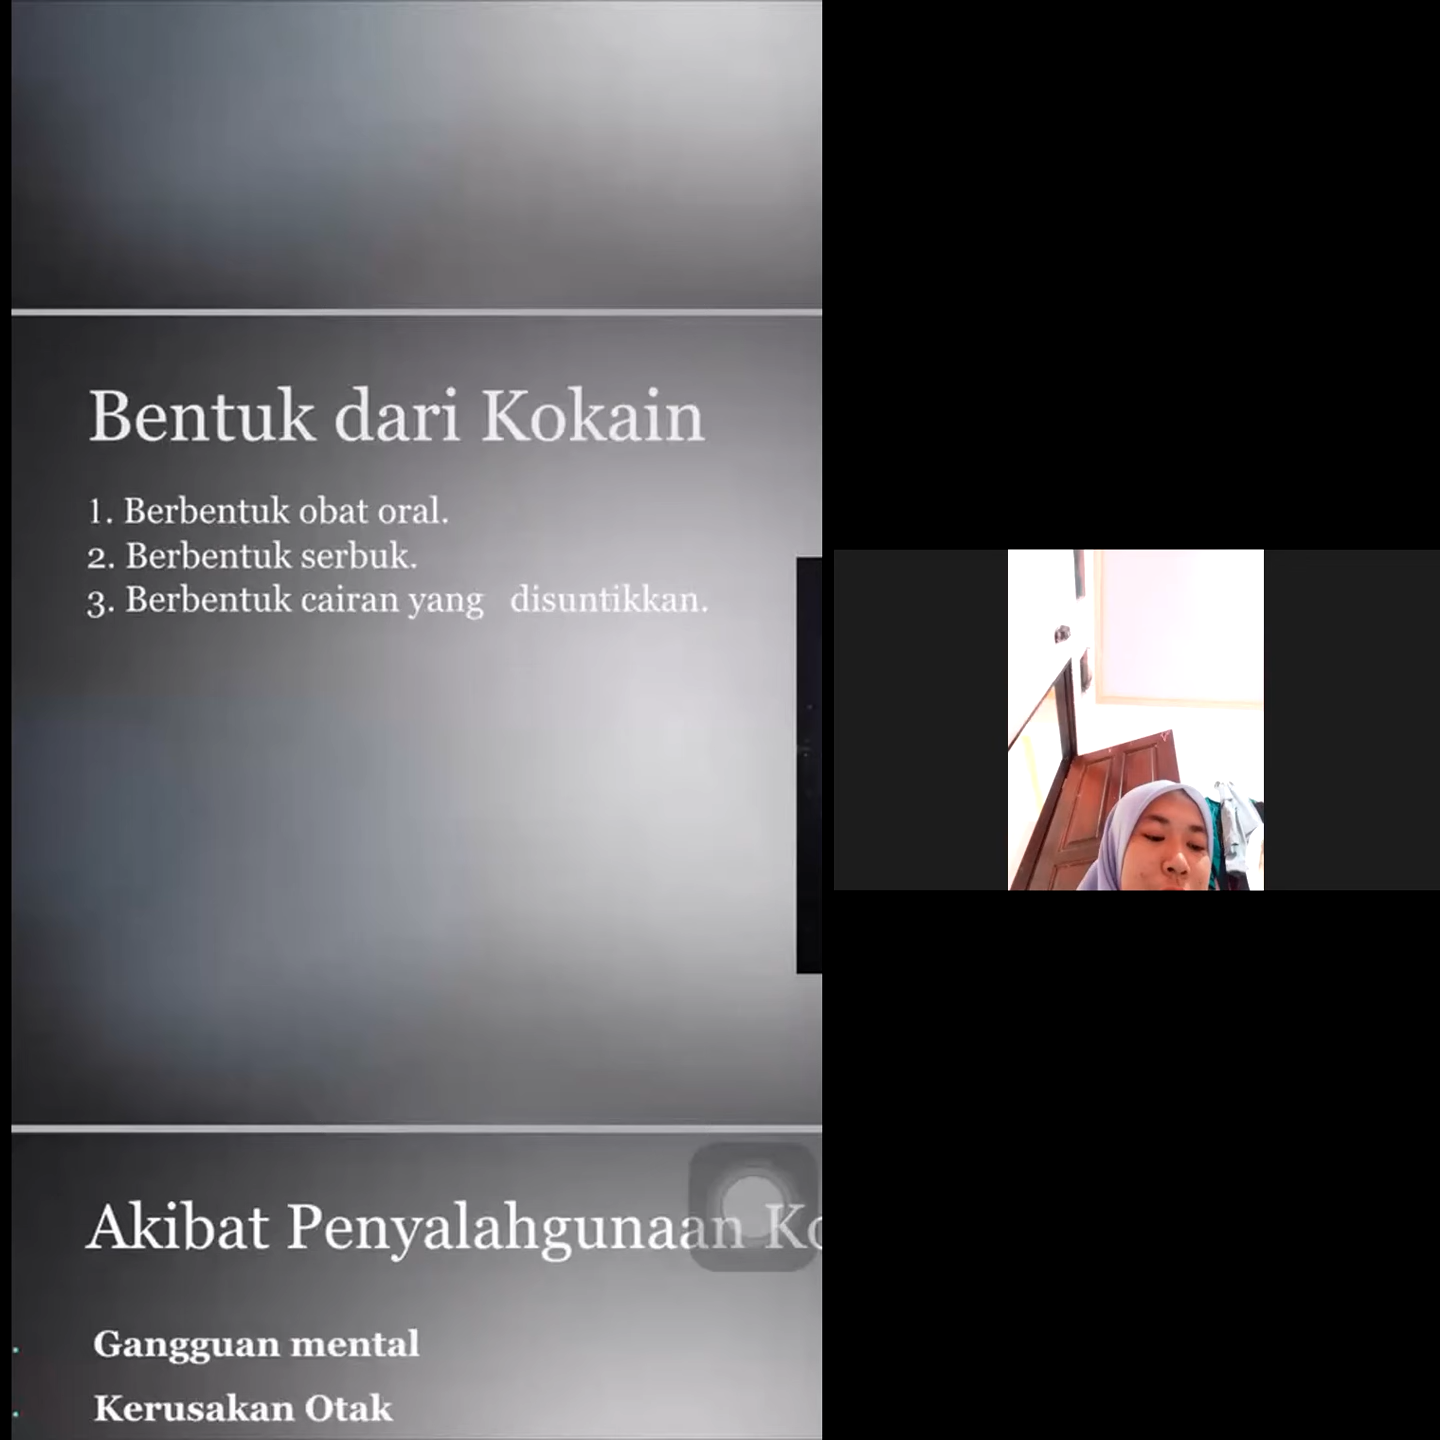 Bentuk dari Kokain
1. Berbentuk obat oral.
2. Berbentuk serbuk.
3. Berbentuk cairan yang disuntikkan.
Akibat Penyalahgunaan Ko
Gangguan mental
Kerusakan Otak